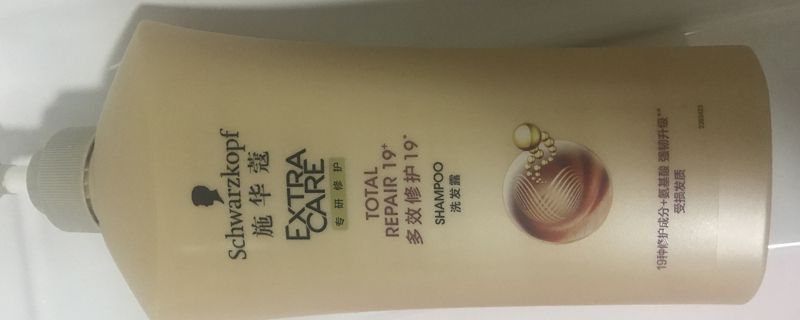 Schwarzkopf
施华蔻
EXTRA
CARE
专研修护
TOTAL
REPAIR 19+
多效修护19*
SHAMPOO
洗发露
19种修护成分+氨基酸 强韧升级**
受损发质